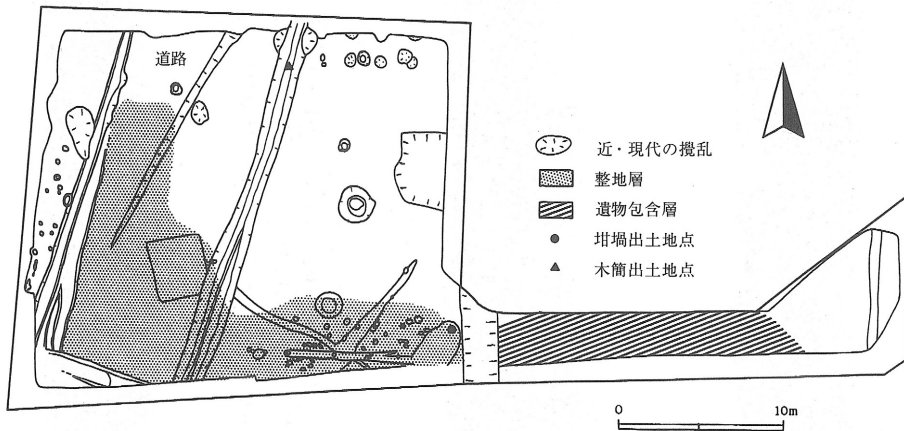 道路
近・現代の攪乱
整地層
遺物包含層
坩堝出土地点
木簡出土地点
0 10m